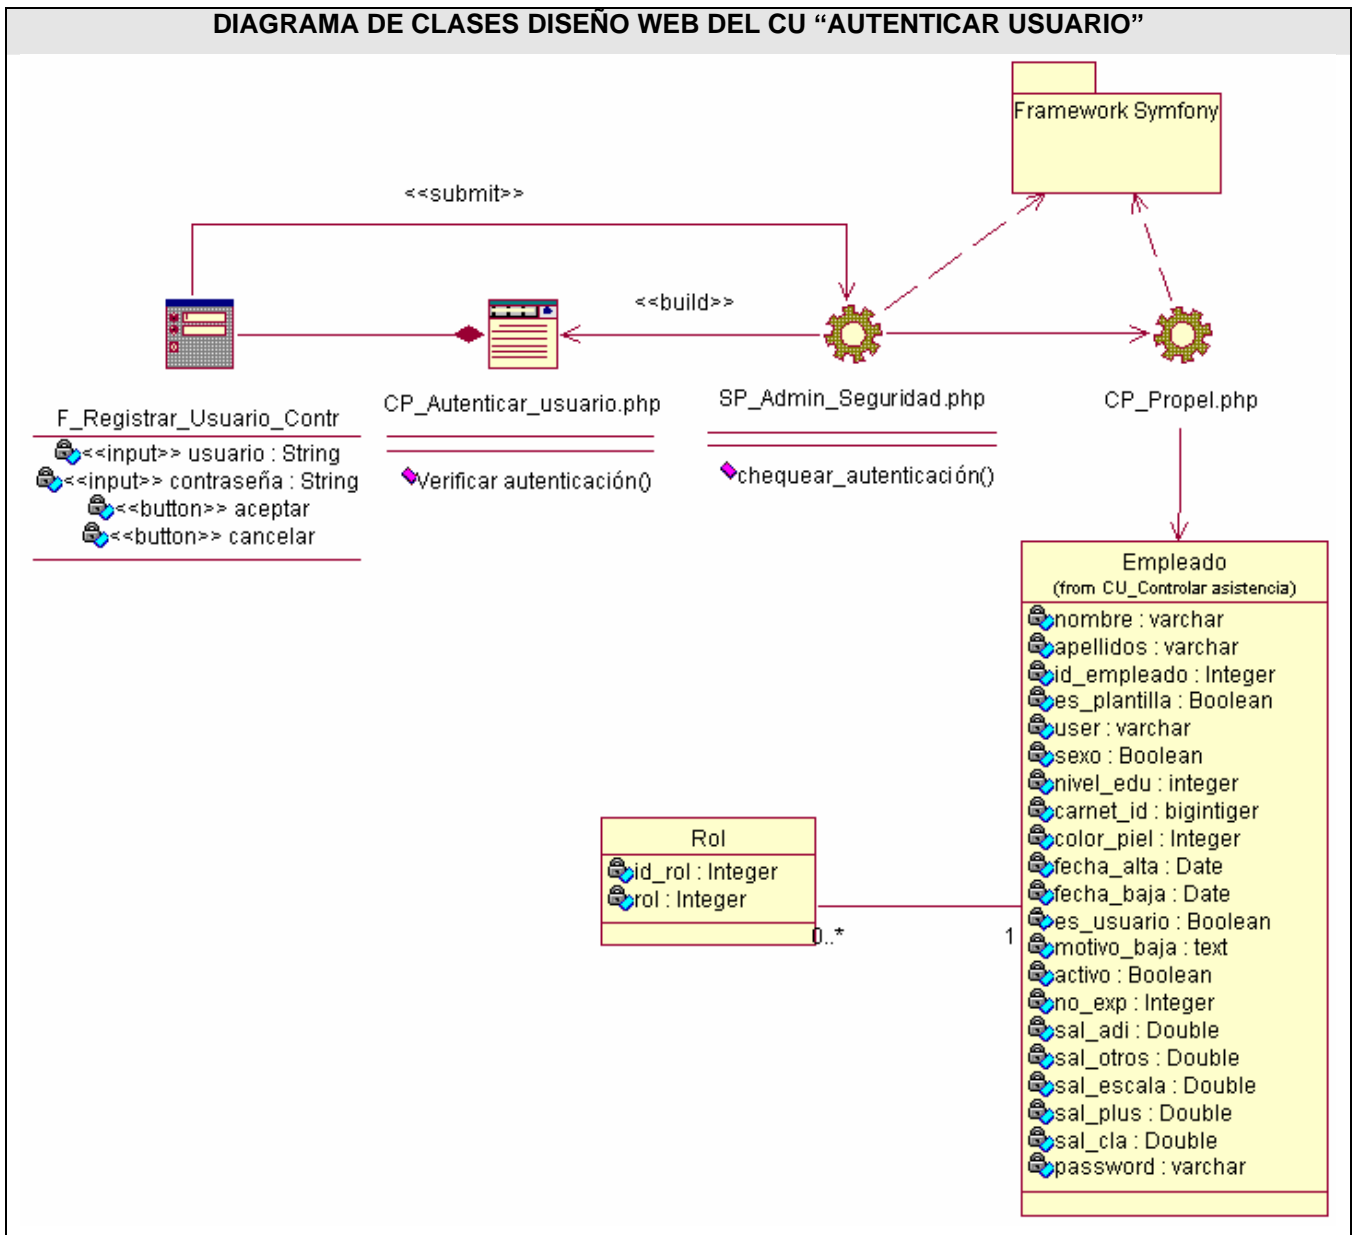 DIAGRAMA DE CLASES DISEÑO WEB DEL CU “AUTENTICAR USUARIO”
Framework Symfony
<<submit>>
<<build>>
F_Registrar_Usuario_Contr
<<input>> usuario : String
<<input>> contraseña : String
<<button>> aceptar
<<button>> cancelar
CP_Autenticar_usuario.php
Verificar autenticación()
SP_Admin_Seguridad.php
chequear_autenticación()
CP_Propel.php
Empleado
(from CU_Controlar asistencia)
nombre : varchar
apellidos : varchar
id_empleado : Integer
es_plantilla : Boolean
user : varchar
sexo : Boolean
nivel_edu : integer
carnet_id : bigintiger
color_piel : Integer
fecha_alta : Date
fecha_baja : Date
es_usuario : Boolean
motivo_baja : text
activo : Boolean
no_exp : Integer
sal_adi : Double
sal_otros : Double
sal_escala : Double
sal_plus : Double
sal_cla : Double
password : varchar
Rol
id_rol : Integer
rol : Integer
0..*
1